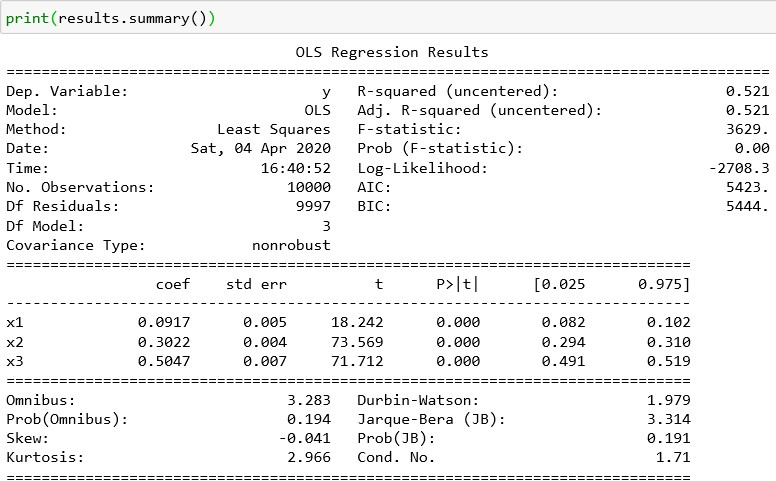 print(results.summary())
OLS Regression Results
==============================================================================
Dep. Variable: y R-squared (uncentered): 0.521
Model: OLS Adj. R-squared (uncentered): 0.521
Method: Least Squares F-statistic: 3629.
Date: Sat, 04 Apr 2020 Prob (F-statistic): 0.00
Time: 16:40:52 Log-Likelihood: -2708.3
No. Observations: 10000 AIC: 5423.
Df Residuals: 9997 BIC: 5444.
Df Model: 3
Covariance Type: nonrobust
==============================================================================
coef std err t P>|t| [0.025 0.975]
------------------------------------------------------------------------------
x1 0.0917 0.005 18.242 0.000 0.082 0.102
x2 0.3022 0.004 73.569 0.000 0.294 0.310
x3 0.5047 0.007 71.712 0.000 0.491 0.519
==============================================================================
Omnibus: 3.283 Durbin-Watson: 1.979
Prob(Omnibus): 0.194 Jarque-Bera (JB): 3.314
Skew: -0.041 Prob(JB): 0.191
Kurtosis: 2.966 Cond. No. 1.71
==============================================================================